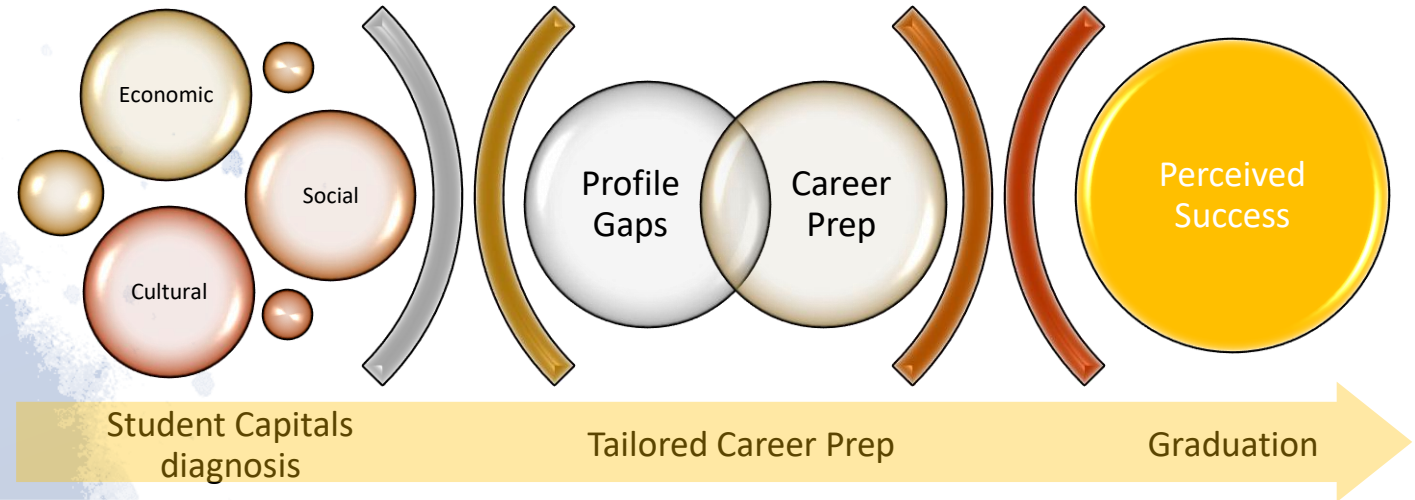 Economic
Social
Cultural
Profile
Gaps
Career
Prep
Perceived
Success
Student Capitals
diagnosis
Tailored Career Prep
Graduation